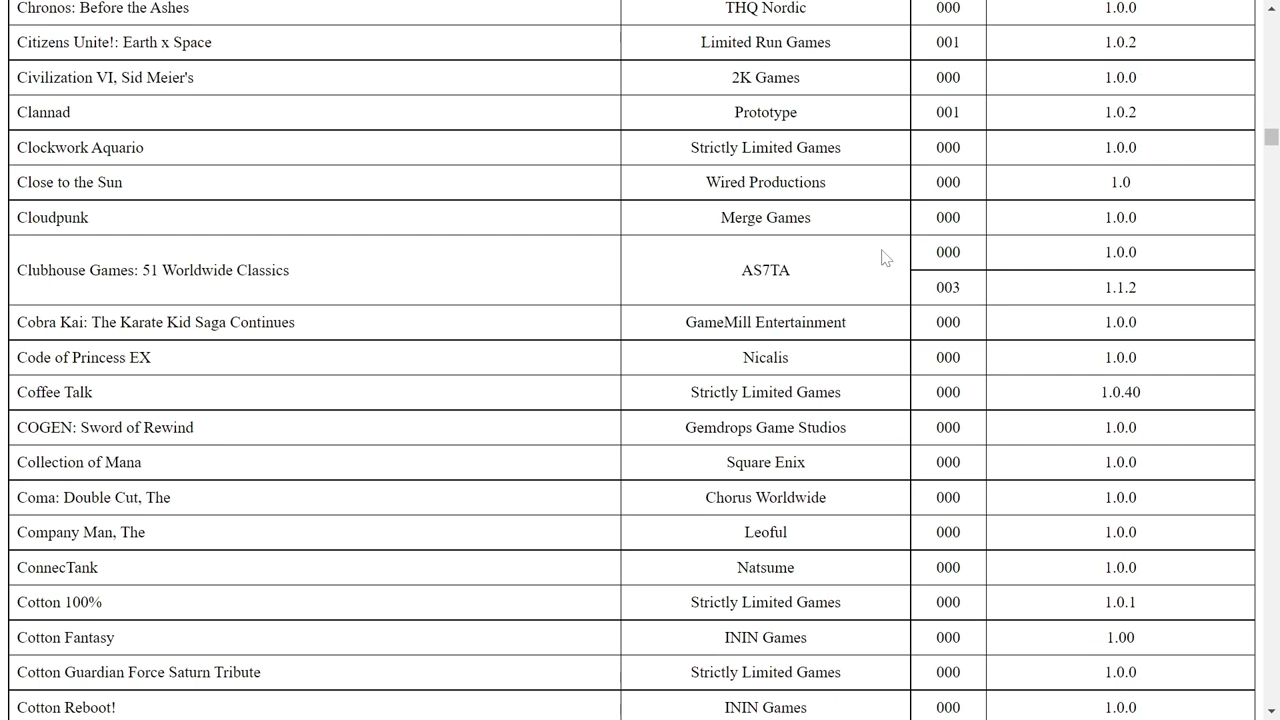 Chronos: Before the Ashes THQ Nordic 000 1.0.0
Citizens Unite!: Earth x Space Limited Run Games 001 1.0.2
Civilization VI, Sid Meier's 2K Games 000 1.0.0
Clannad Prototype 001 1.0.2
Clockwork Aquario Strictly Limited Games 000 1.0.0
Close to the Sun Wired Productions 000 1.0
Cloudpunk Merge Games 000 1.0.0
Clubhouse Games: 51 Worldwide Classics AS7TA 000 1.0.0
003 1.1.2
Cobra Kai: The Karate Kid Saga Continues GameMill Entertainment 000 1.0.0
Code of Princess EX Nicalis 000 1.0.0
Coffee Talk Strictly Limited Games 000 1.0.40
COGEN: Sword of Rewind Gemdrops Game Studios 000 1.0.0
Collection of Mana Square Enix 000 1.0.0
Coma: Double Cut, The Chorus Worldwide 000 1.0.0
Company Man, The Leoful 000 1.0.0
ConnecTank Natsume 000 1.0.0
Cotton 100% Strictly Limited Games 000 1.0.1
Cotton Fantasy ININ Games 000 1.00
Cotton Guardian Force Saturn Tribute Strictly Limited Games 000 1.0.0
Cotton Reboot! ININ Games 000 1.0.0